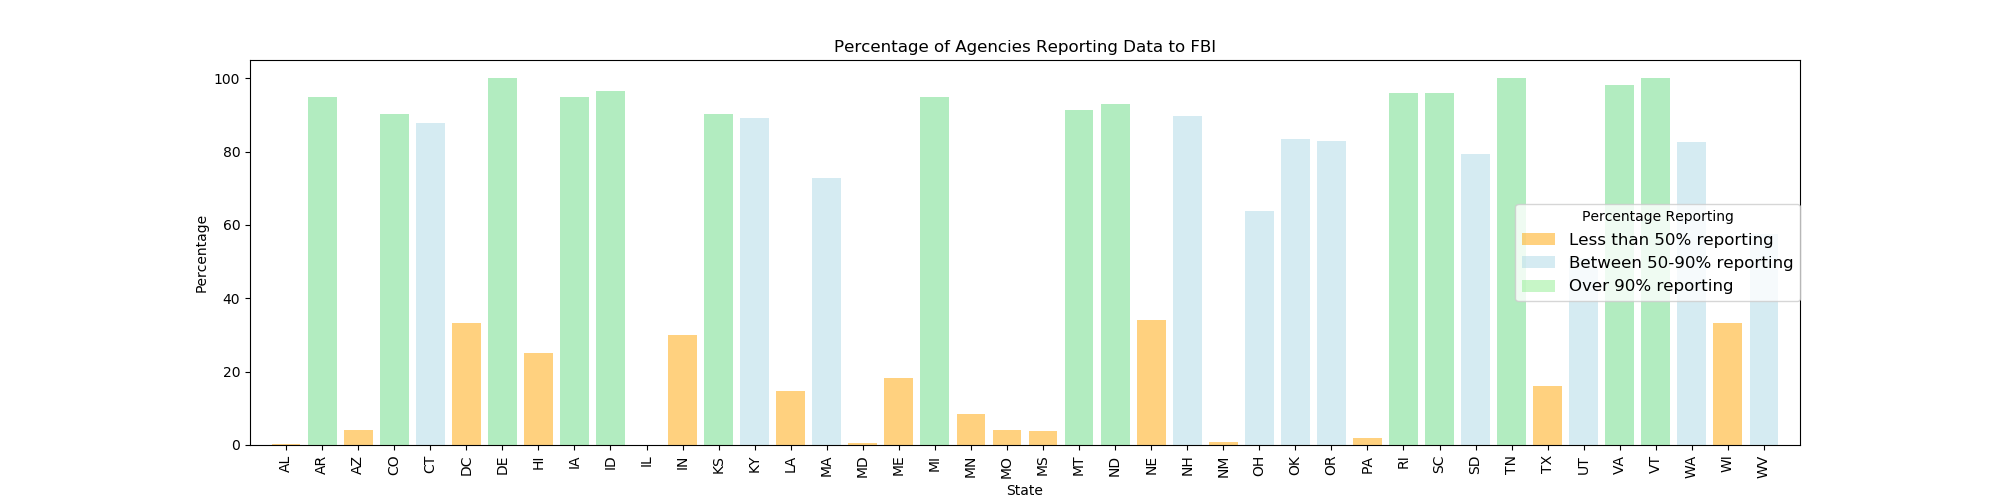 Percentage of Agencies Reporting Data to FBI
100
80
60
40
20
0
Percentage
Percentage Reporting
Less than 50% reporting
Between 50-90% reporting
Over 90% reporting
AL AR AZ CO CT DC DE HI IA ID IL IN KS KY LA MA MD ME MI MN MO MS MT ND NE NH NM OH OK OR PA RI SC SD TN TX UT VA VT WA WI WV
State